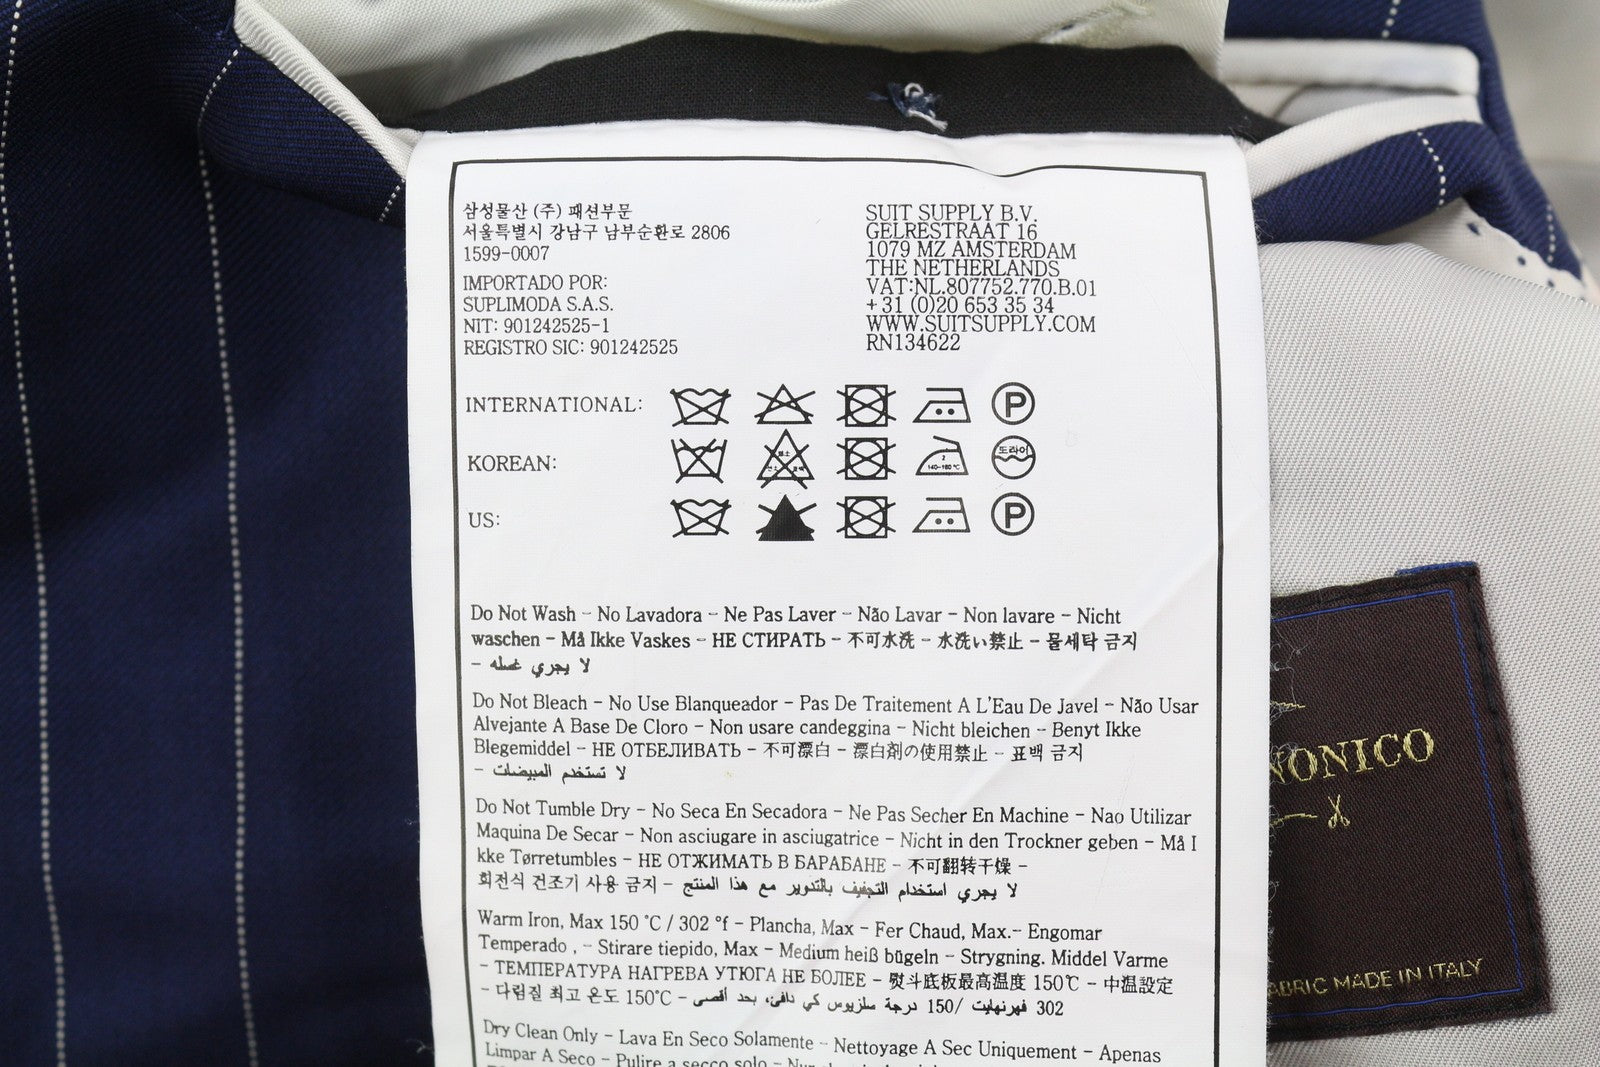 삼성물산 (주) 패션부문
서울특별시 강남구 남부순환로 2806
1599-0007
IMPORTADO POR:
SUPLIMODA S.A.S.
NIT: 901242525-1
REGISTRO SIC: 901242525
SUIT SUPPLY B.V.
GELRESTRAAT 16
1079 MZ AMSTERDAM
THE NETHERLANDS
VAT:NL.807752.770.B.01
+31 (0)20 653 35 34
WWW.SUITSUPPLY.COM
RN134622
INTERNATIONAL:
P
KOREAN:
140~160 ℃
드라이
US:
P
Do Not Wash - No Lavadora - Ne Pas Laver - Não Lavar - Non lavare - Nicht
waschen - Må Ikke Vaskes - НЕ СТИРАТЬ - 不可水洗 - 水洗い禁止 - 물세탁 금지
- لا يجري غسله
Do Not Bleach - No Use Blanqueador - Pas De Traitement A L'Eau De Javel - Não Usar
Alvejante A Base De Cloro - Non usare candeggina - Nicht bleichen - Benyt Ikke
Blegemiddel - НЕ ОТБЕЛИВАТЬ - 不可漂白 - 漂白剤の使用禁止 - 표백 금지
- لا تستخدم المبيضات
Do Not Tumble Dry - No Seca En Secadora - Ne Pas Secher En Machine - Nao Utilizar
Maquina De Secar - Non asciugare in asciugatrice - Nicht in den Trockner geben - Må I
kke Tørretumbles - НЕ ОТЖИМАТЬ В БАРАБАНЕ - 不可翻转干燥 -
회전식 건조기 사용 금지 - لا يجري استخدام التجفيف بالتدوير مع هذا المنتج
Warm Iron, Max 150 °C / 302 °f - Plancha, Max - Fer Chaud, Max.- Engomar
Temperado , - Stirare tiepido, Max - Medium heiß bügeln - Strygning. Middel Varme
- ТЕМПЕРАТУРА НАГРЕВА УТЮГА НЕ БОЛЕЕ - 熨斗底板最高温度 150℃ - 中温設定
- 다림질 최고 온도 150℃ - كي دافئ، بحد أقصى 150/ درجة سلزيوس 302 فهرنهايت
Dry Clean Only - Lava En Seco Solamente - Nettoyage A Sec Uniquement - Apenas
Limpar A Seco - Pulire a secco solo -
NONICO
ABRIC MADE IN ITALY